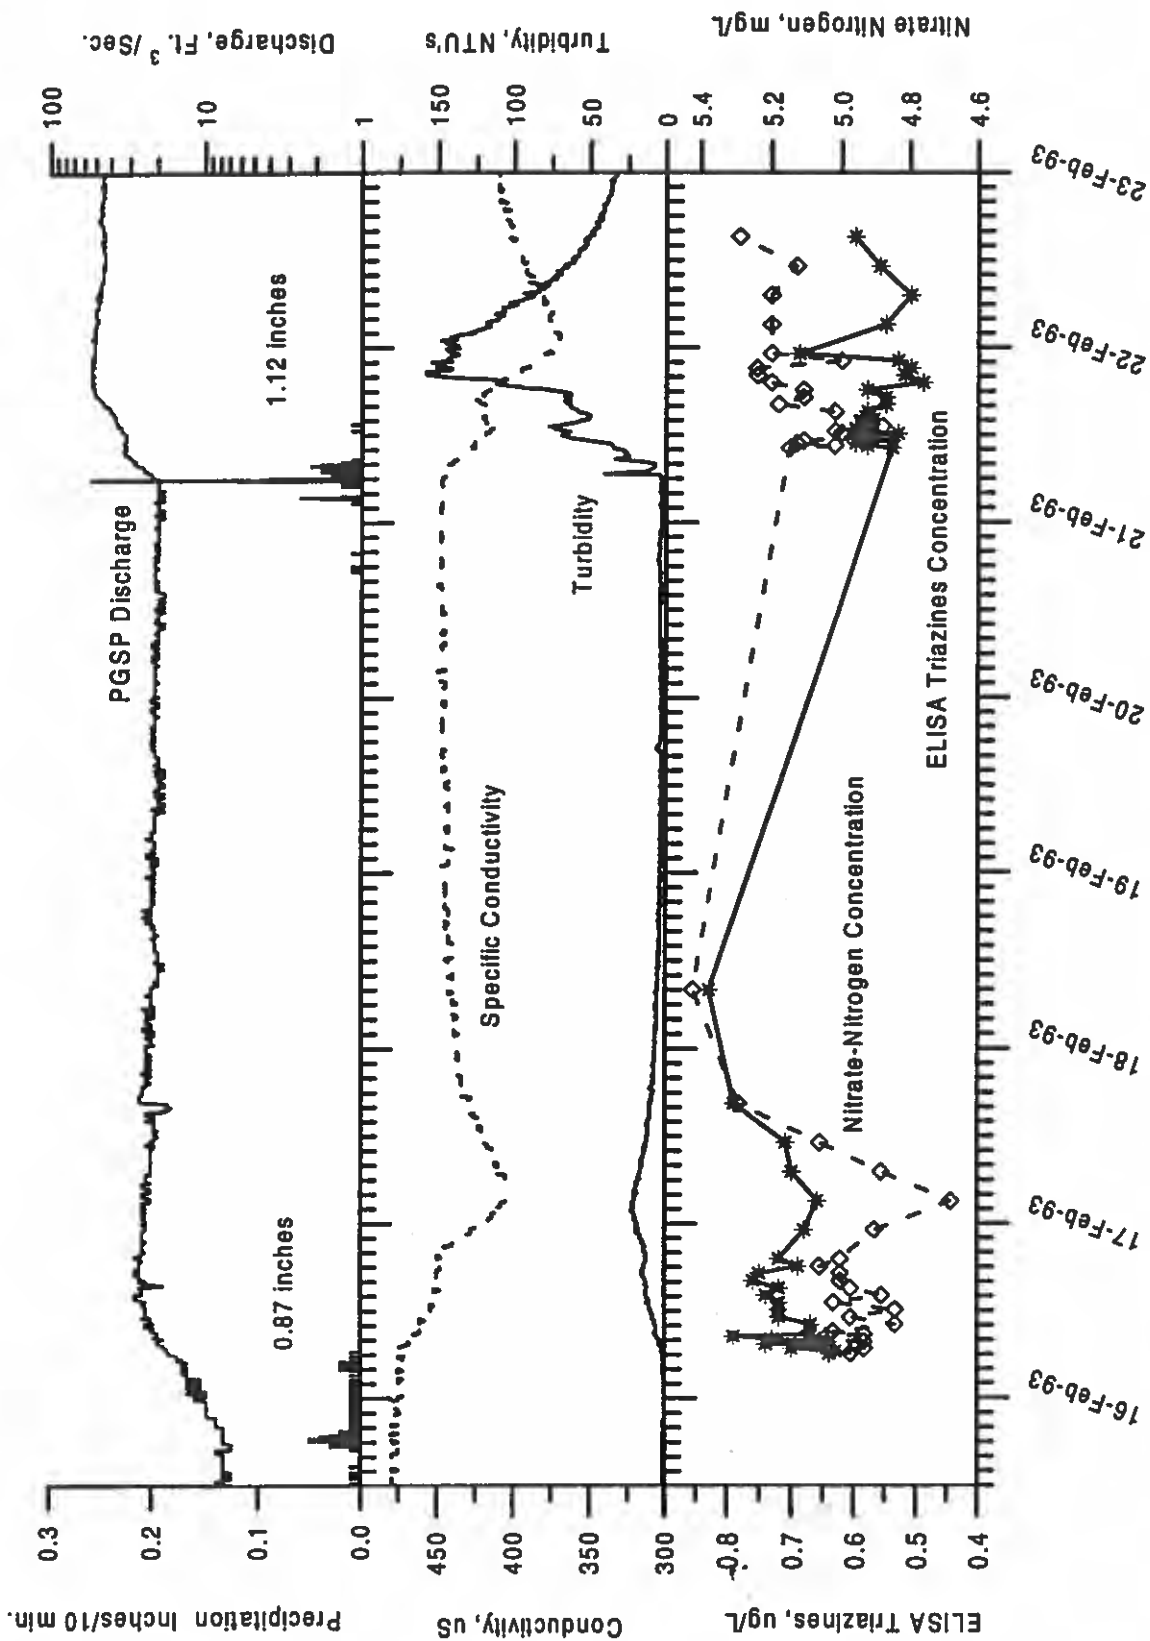 Precipitation Inches/10 min.
0.3
0.2
0.1
0.0
Discharge, Ft.³/Sec.
100
10
1
PGSP Discharge
0.87 inches
1.12 inches
Conductivity, uS
450
400
350
300
Turbidity, NTU's
150
100
50
0
Specific Conductivity
Turbidity
ELISA Triazines, ug/L
0.8
0.7
0.6
0.5
0.4
Nitrate Nitrogen, mg/L
5.4
5.2
5.0
4.8
4.6
Nitrate-Nitrogen Concentration
ELISA Triazines Concentration
16-Feb-93
17-Feb-93
18-Feb-93
19-Feb-93
20-Feb-93
21-Feb-93
22-Feb-93
23-Feb-93